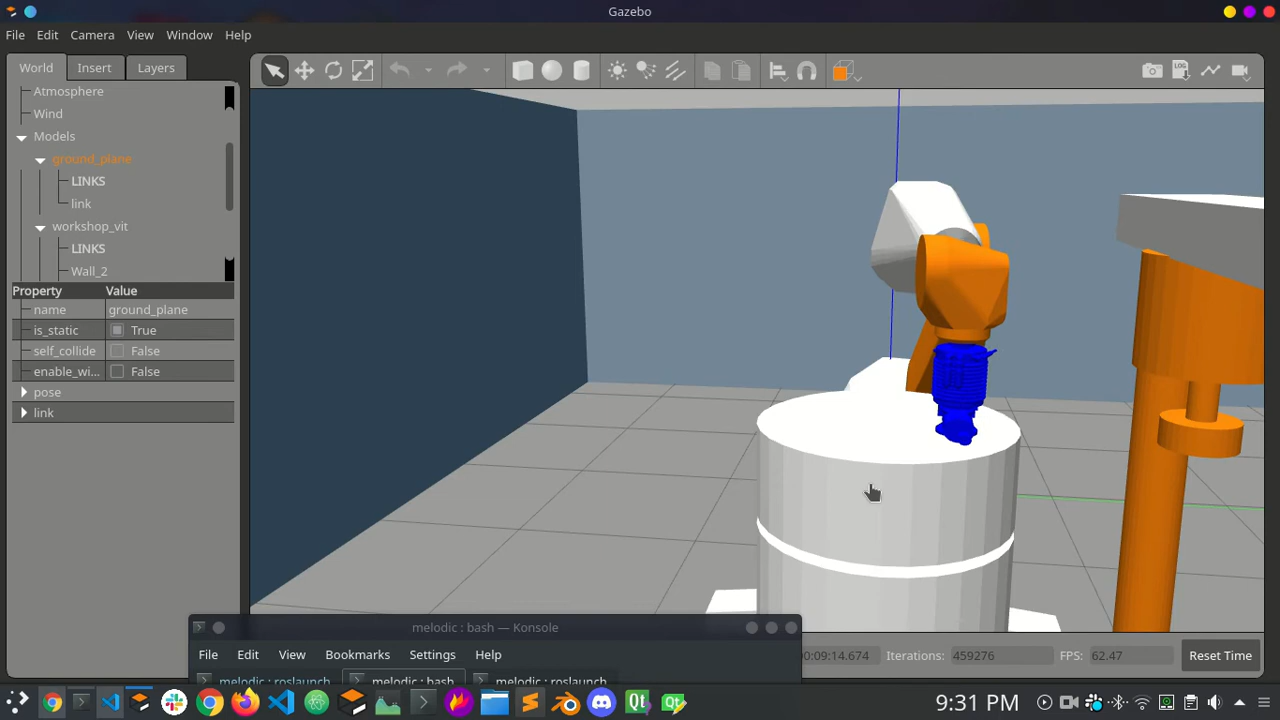 Gazebo
File Edit Camera View Window Help
World Insert Layers
Atmosphere
Wind
Models
ground_plane
LINKS
link
workshop_vit
LINKS
Wall_2
Property Value
name ground_plane
is_static True
self_collide False
enable_wi... False
pose
link
LOG
melodic : bash — Konsole
File Edit View Bookmarks Settings Help
melodic : roslaunch melodic : bash melodic : roslaunch
00:09:14.674 Iterations: 459276 FPS: 62.47 Reset Time
9:31 PM